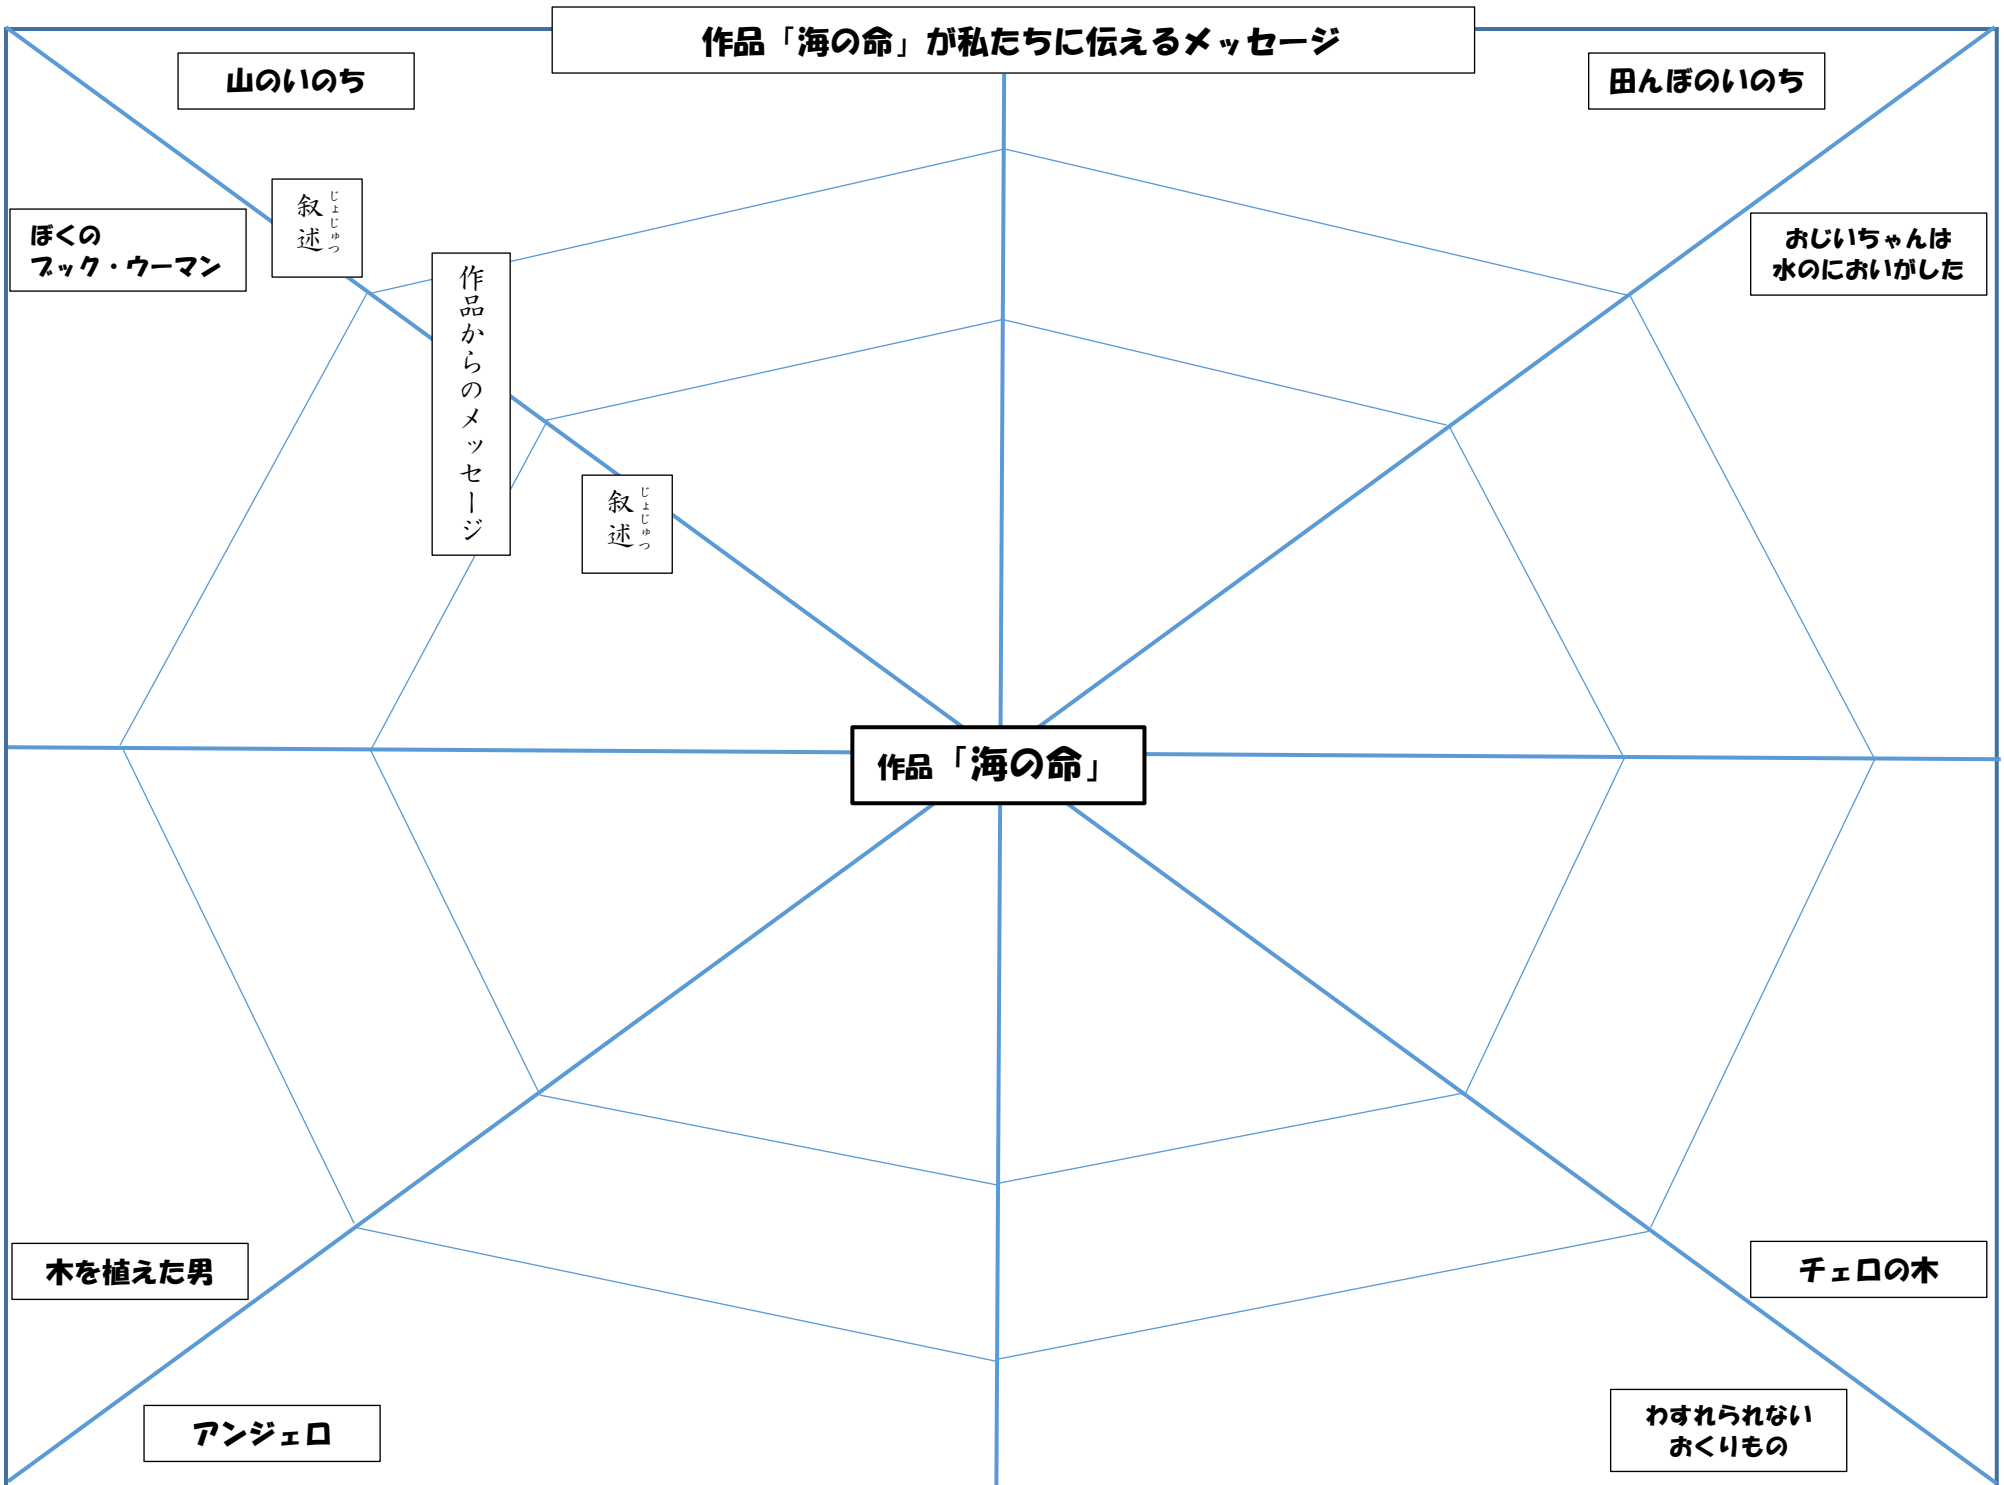 作品「海の命」が私たちに伝えるメッセージ
山のいのち
田んぼのいのち
ぼくの
ブック・ウーマン
叙述
じょじゅつ
おじいちゃんは
水のにおいがした
作品からのメッセージ
叙述
じょじゅつ
作品「海の命」
木を植えた男
チェロの木
アンジェロ
わすれられない
おくりもの